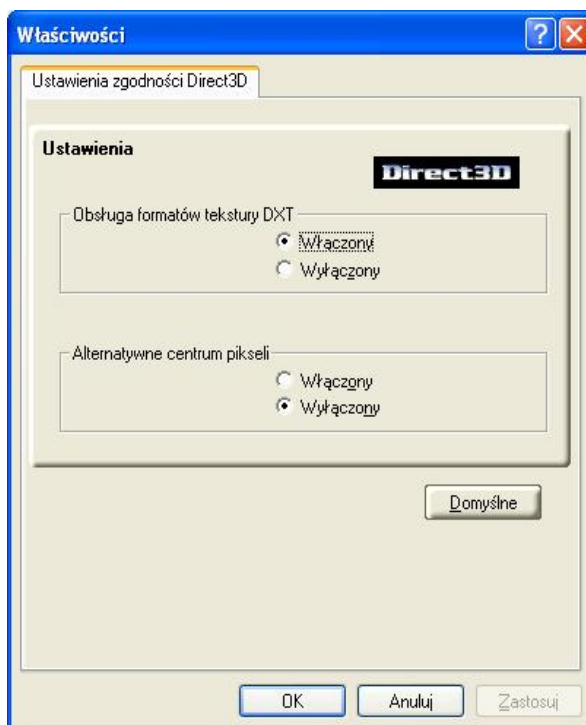 Właściwości
Ustawienia zgodności Direct3D
Ustawienia
Direct3D
Obsługa formatów tekstury DXT
Włączony
Wyłączony
Alternatywne centrum pikseli
Włączony
Wyłączony
Domyślne
OK
Anuluj
Zastosuj